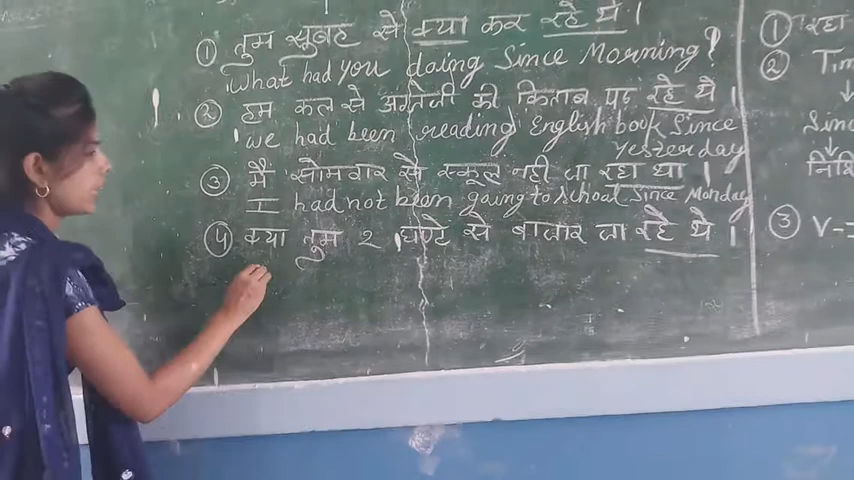 ① तुम सुबह से क्या कर रहे थे।
What had you doing Since Morning?
② हम कल से अंग्रेजी की किताब पढ़ रहे थे।
we had been reading English book Since
Yesterday
③ मैं सोमवार से स्कूल नहीं जा रहा था।
I had not been going to school Since Monday
④ क्या तुम 2 घण्टे से बाजार जा रहे थे।
① रहा
②
Since
③ V=